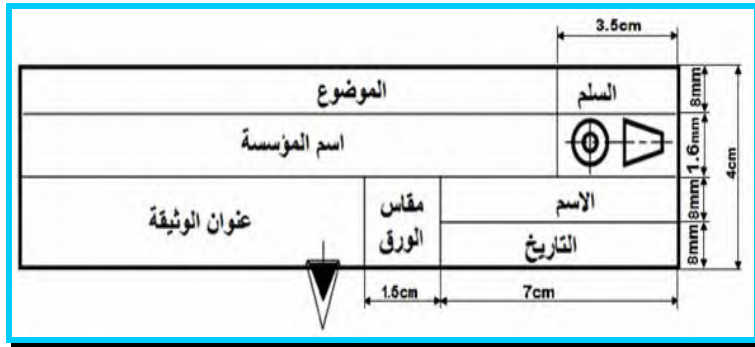 3.5cm
السلم
الموضوع
8mm
اسم المؤسسة
1.6mm
4cm
الاسم
مقاس
الورق
عنوان الوثيقة
8mm
التاريخ
8mm
7cm
1.5cm